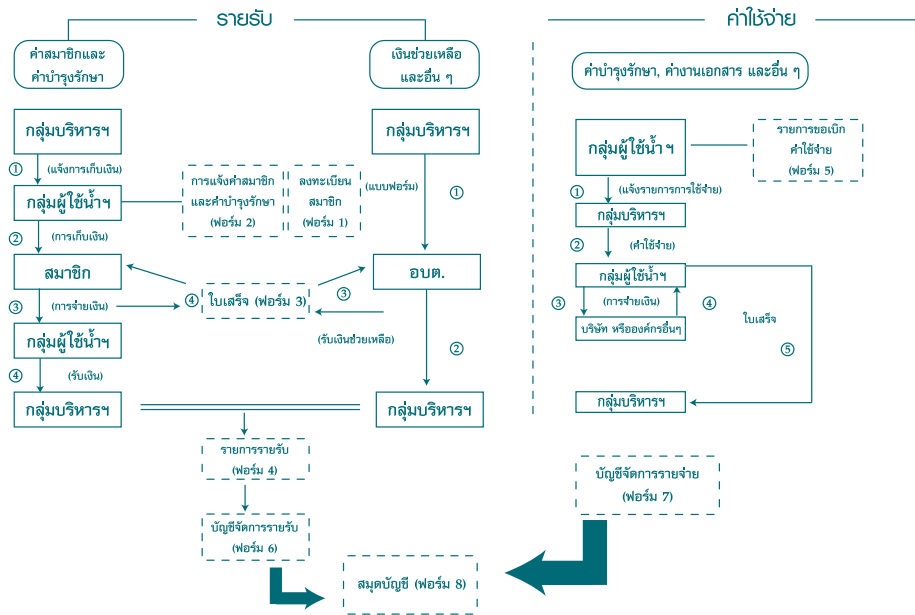 รายรับ
ค่าใช้จ่าย
ค่าสมาชิกและ
ค่าบำรุงรักษา
เงินช่วยเหลือ
และอื่น ๆ
ค่าบำรุงรักษา, ค่างานเอกสาร และอื่น ๆ
กลุ่มบริหารฯ
① (แจ้งการเก็บเงิน)
กลุ่มผู้ใช้น้ำฯ
② (การเก็บเงิน)
สมาชิก
③ (การจ่ายเงิน)
กลุ่มผู้ใช้น้ำฯ
④ (รับเงิน)
กลุ่มบริหารฯ
การแจ้งค่าสมาชิก
และค่าบำรุงรักษา
(ฟอร์ม 2)
ลงทะเบียน
สมาชิก
(ฟอร์ม 1)
④ ใบเสร็จ (ฟอร์ม 3)
กลุ่มบริหารฯ
(แบบฟอร์ม) ①
อบต.
③
(รับเงินช่วยเหลือ)
②
กลุ่มบริหารฯ
รายการรายรับ
(ฟอร์ม 4)
บัญชีจัดการรายรับ
(ฟอร์ม 6)
กลุ่มผู้ใช้น้ำ ฯ
รายการขอเบิก
ค่าใช้จ่าย
(ฟอร์ม 5)
① (แจ้งรายการการใช้จ่าย)
กลุ่มบริหารฯ
② (ค่าใช้จ่าย)
กลุ่มผู้ใช้น้ำฯ
③ (การจ่ายเงิน) ④
บริษัท หรือองค์กรอื่นๆ
ใบเสร็จ
⑤
กลุ่มบริหารฯ
บัญชีจัดการรายจ่าย
(ฟอร์ม 7)
สมุดบัญชี (ฟอร์ม 8)